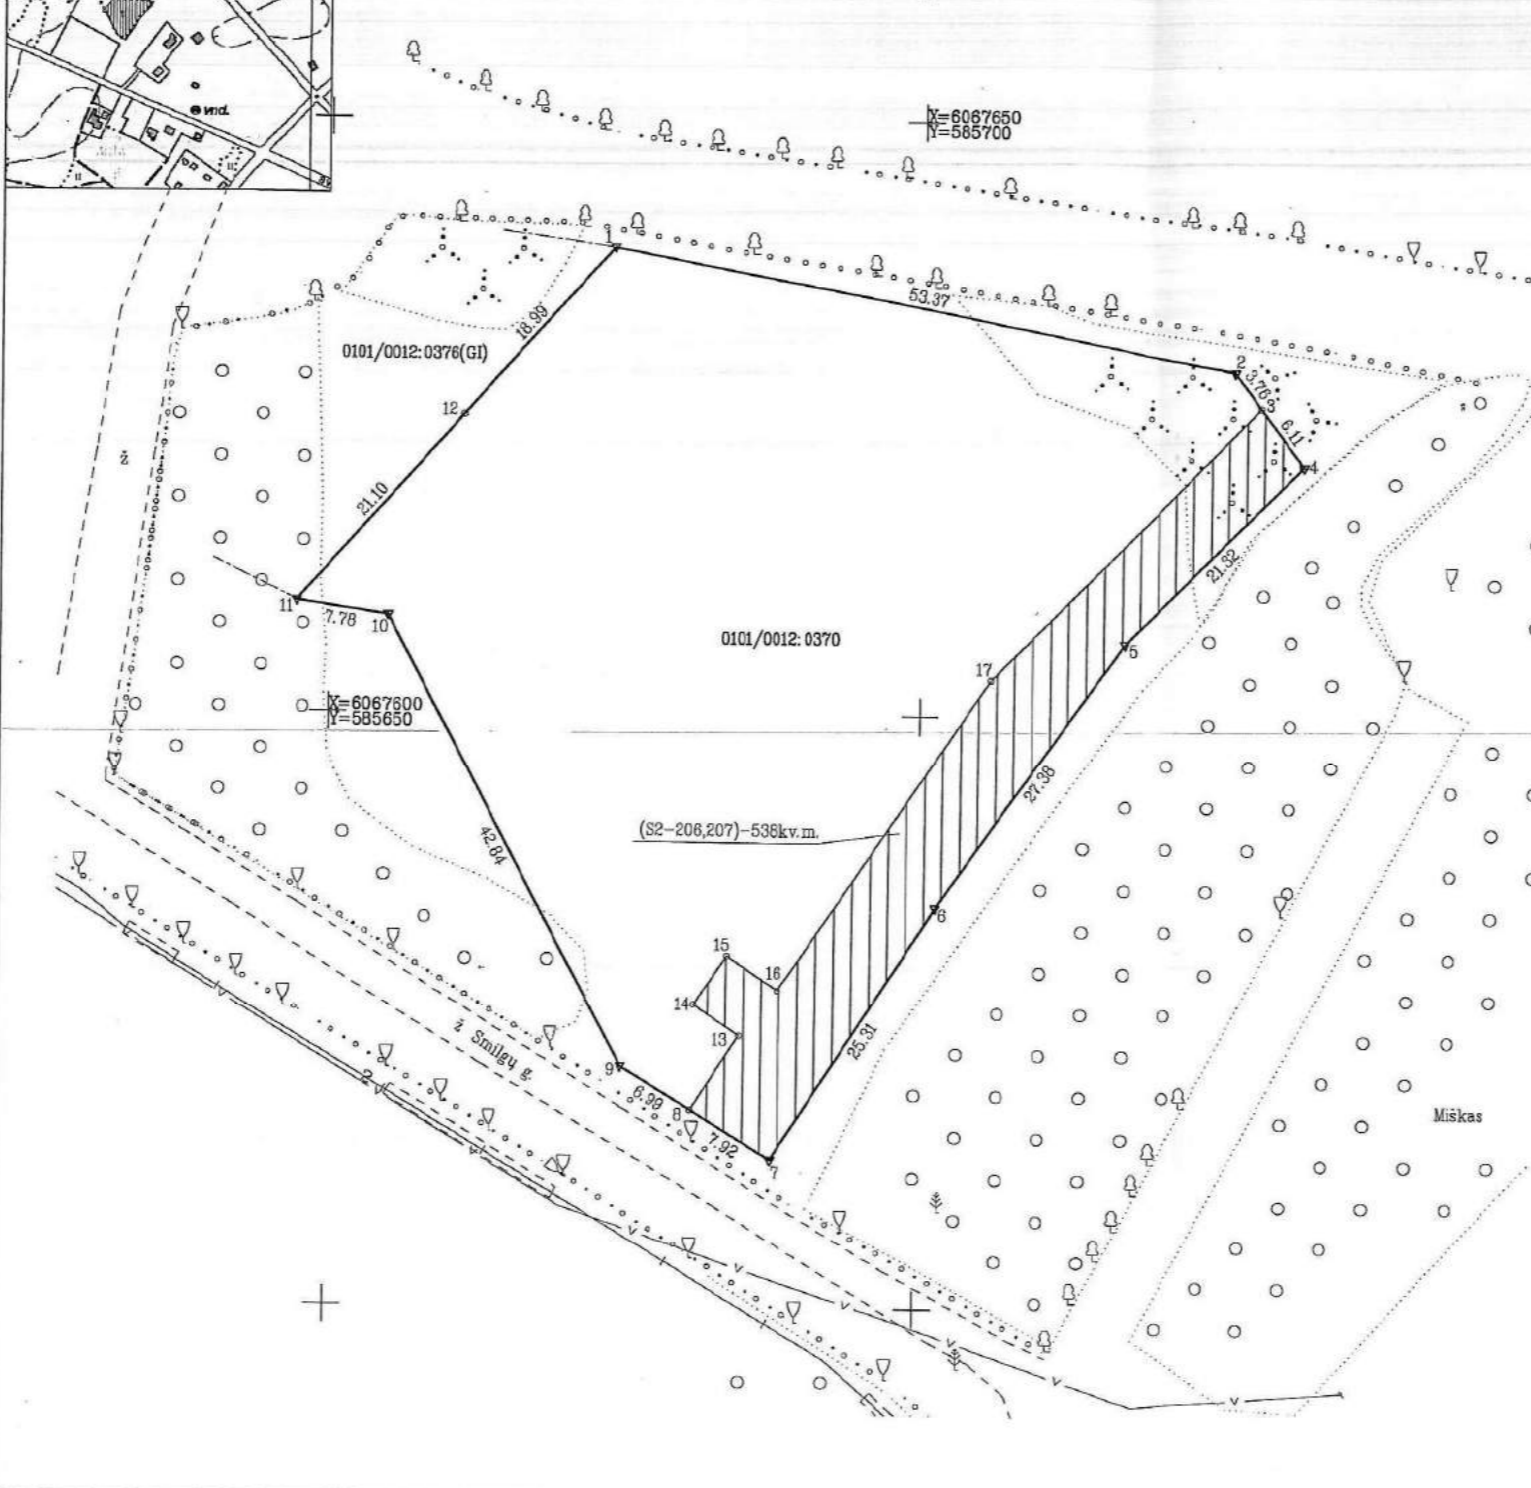 X=6067650
Y=585700
1
53.37
18.99
0101/0012:0376(GI)
2
3.76
3
12
6.11
4
ž
21.10
21.32
11
7.78
10
0101/0012:0370
5
17
X=6067600
Y=585650
27.38
(S2-206,207)-538kv.m.
42.84
6
15
16
14
13
25.31
ž Smilgų g.
9
6.99
8
7.92
7
Miškas
v
v
v
v
v
v
v
v
v